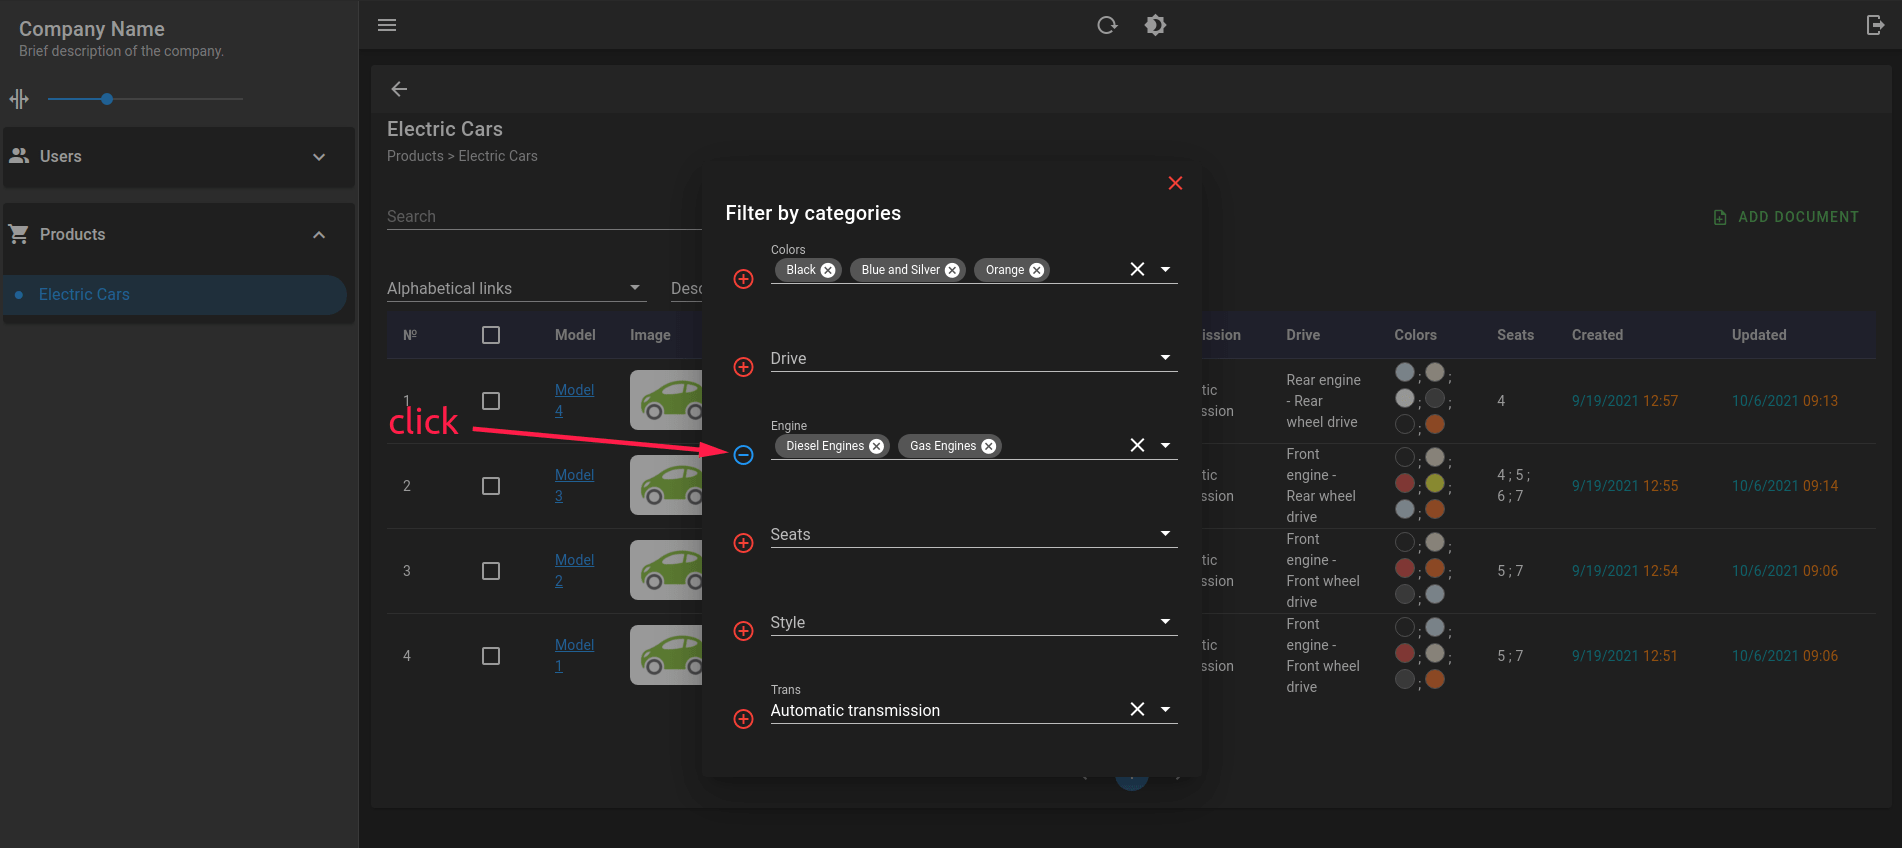 Company Name
Brief description of the company.
Users
Products
Electric Cars
Electric Cars
Products > Electric Cars
Search
ADD DOCUMENT
Alphabetical links
Desc
Filter by categories
Colors
Black
Blue and Silver
Orange
Drive
Engine
Diesel Engines
Gas Engines
Seats
Style
Trans
Automatic transmission
click
№ Model Image ission Drive Colors Seats Created Updated
1 Model 4 tic ssion Rear engine - Rear wheel drive ; ; ; ; ; 4 9/19/2021 12:57 10/6/2021 09:13
2 Model 3 tic ssion Front engine - Rear wheel drive ; ; ; ; ; 4 ; 5 ; 6 ; 7 9/19/2021 12:55 10/6/2021 09:14
3 Model 2 tic ssion Front engine - Front wheel drive ; ; ; ; ; 5 ; 7 9/19/2021 12:54 10/6/2021 09:06
4 Model 1 tic ssion Front engine - Front wheel drive ; ; ; ; ; 5 ; 7 9/19/2021 12:51 10/6/2021 09:06